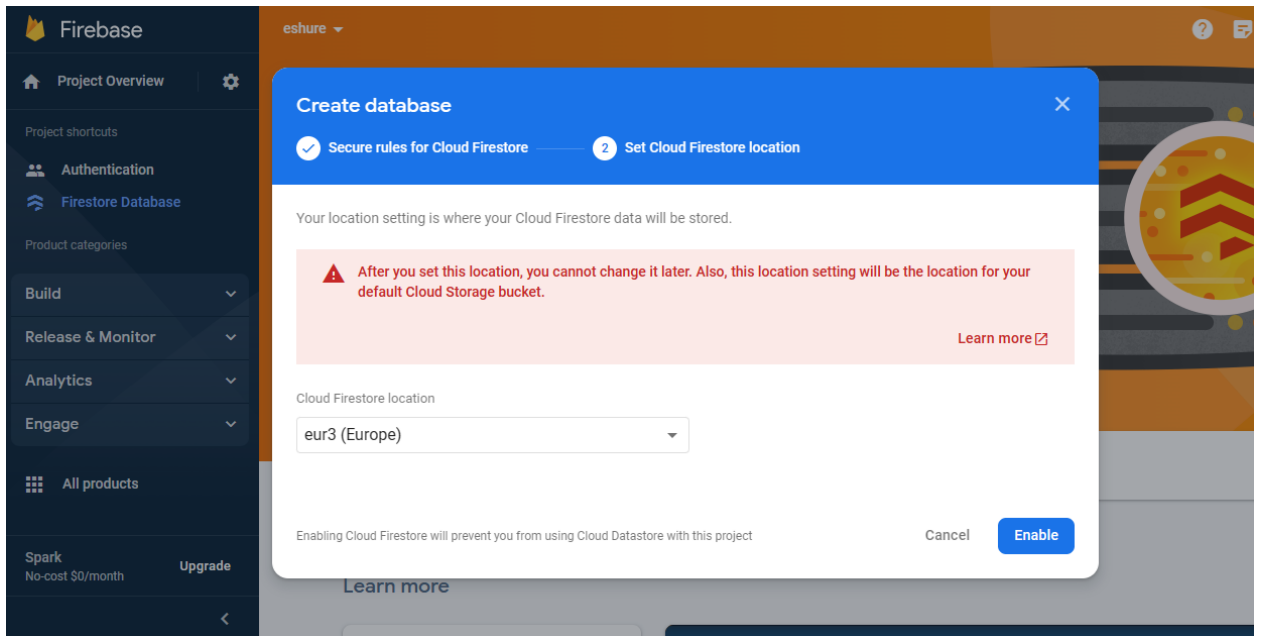 Firebase
eshure
Project Overview
Project shortcuts
Authentication
Firestore Database
Product categories
Build
Release & Monitor
Analytics
Engage
All products
Spark
No-cost $0/month
Upgrade
Create database
Secure rules for Cloud Firestore
2
Set Cloud Firestore location
Your location setting is where your Cloud Firestore data will be stored.
After you set this location, you cannot change it later. Also, this location setting will be the location for your
default Cloud Storage bucket.
Learn more
Cloud Firestore location
eur3 (Europe)
Enabling Cloud Firestore will prevent you from using Cloud Datastore with this project
Cancel
Enable
Learn more